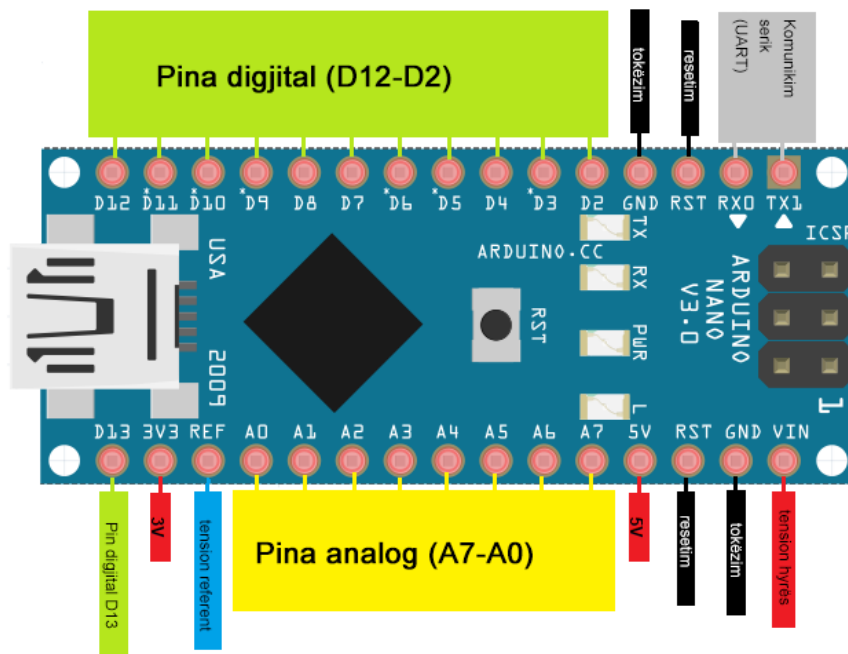 Pina digjital (D12-D2)
tokëzim
resetim
Komunikim
serik
(UART)
D12 *D11 *D10 *D9 D8 D7 *D6 *D5 D4 *D3 D2 GND RST RX0 TX1
USA
2009
ARDUINO.CC
RST
TX
RX
PWR
L
ARDUINO
NANO
V3.0
ICSP
1
D13 3V3 REF A0 A1 A2 A3 A4 A5 A6 A7 5V RST GND VIN
Pin digjital D13
3V
tension referent
Pina analog (A7-A0)
5V
resetim
tokëzim
tension hyrës